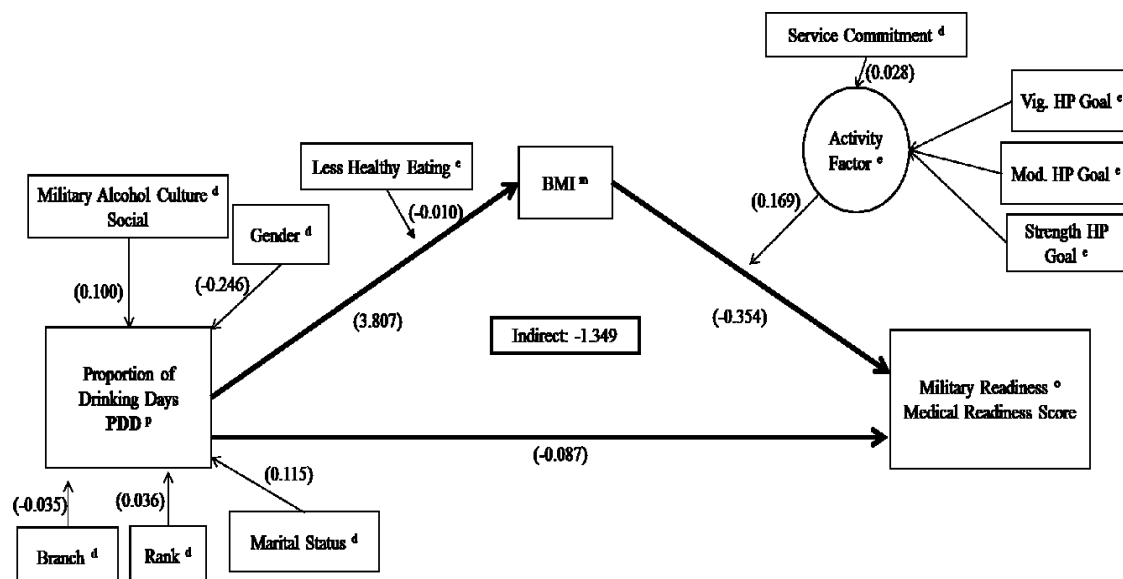 Service Commitment ᵈ
(0.028)
Vig. HP Goal ᵉ
Activity
Factor ᵉ
Mod. HP Goal ᵉ
Strength HP
Goal ᵉ
(0.169)
Less Healthy Eating ᵉ
(-0.010)
BMI ᵐ
Military Alcohol Culture ᵈ
Social
Gender ᵈ
(0.100)
(-0.246)
(3.807)
(-0.354)
Indirect: -1.349
Proportion of
Drinking Days
PDD ᵖ
Military Readiness ᵒ
Medical Readiness Score
(-0.087)
(-0.035)
(0.036)
(0.115)
Branch ᵈ
Rank ᵈ
Marital Status ᵈ